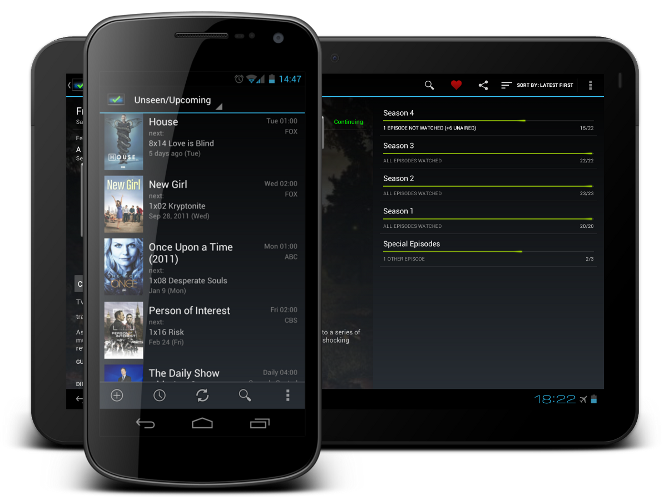 14:47
Unseen/Upcoming
House
Tue 01:00
next:
FOX
8x14 Love is Blind
5 days ago (Tue)
HOUSE
New Girl
Wed 02:00
next:
FOX
1x02 Kryptonite
Sep 28, 2011 (Wed)
New Girl
Once Upon a Time
(2011)
Mon 01:00
ABC
next:
1x08 Desperate Souls
Jan 9 (Mon)
ONCE
Person of Interest
Fri 02:00
next:
CBS
1x16 Risk
Feb 24 (Fri)
The Daily Show
Daily 04:00
SORT BY: LATEST FIRST
Continuing
Season 4
1 EPISODE NOT WATCHED (+6 UNAIRED)
15/22
Season 3
ALL EPISODES WATCHED
22/22
Season 2
ALL EPISODES WATCHED
23/23
Season 1
ALL EPISODES WATCHED
20/20
Special Episodes
1 OTHER EPISODE
2/3
to a series of
shocking
18:22